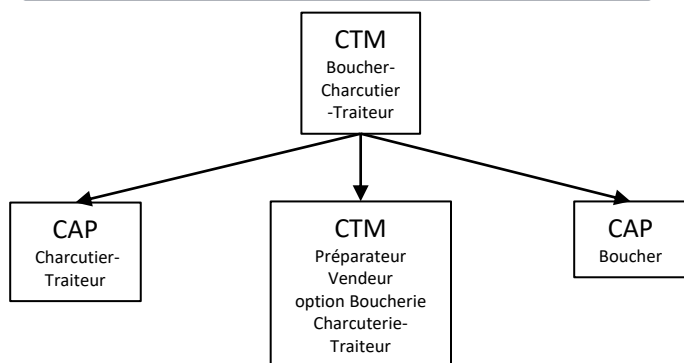 CTM
Boucher-
Charcutier
-Traiteur
CAP
Charcutier-
Traiteur
CTM
Préparateur
Vendeur
option Boucherie
Charcuterie-
Traiteur
CAP
Boucher